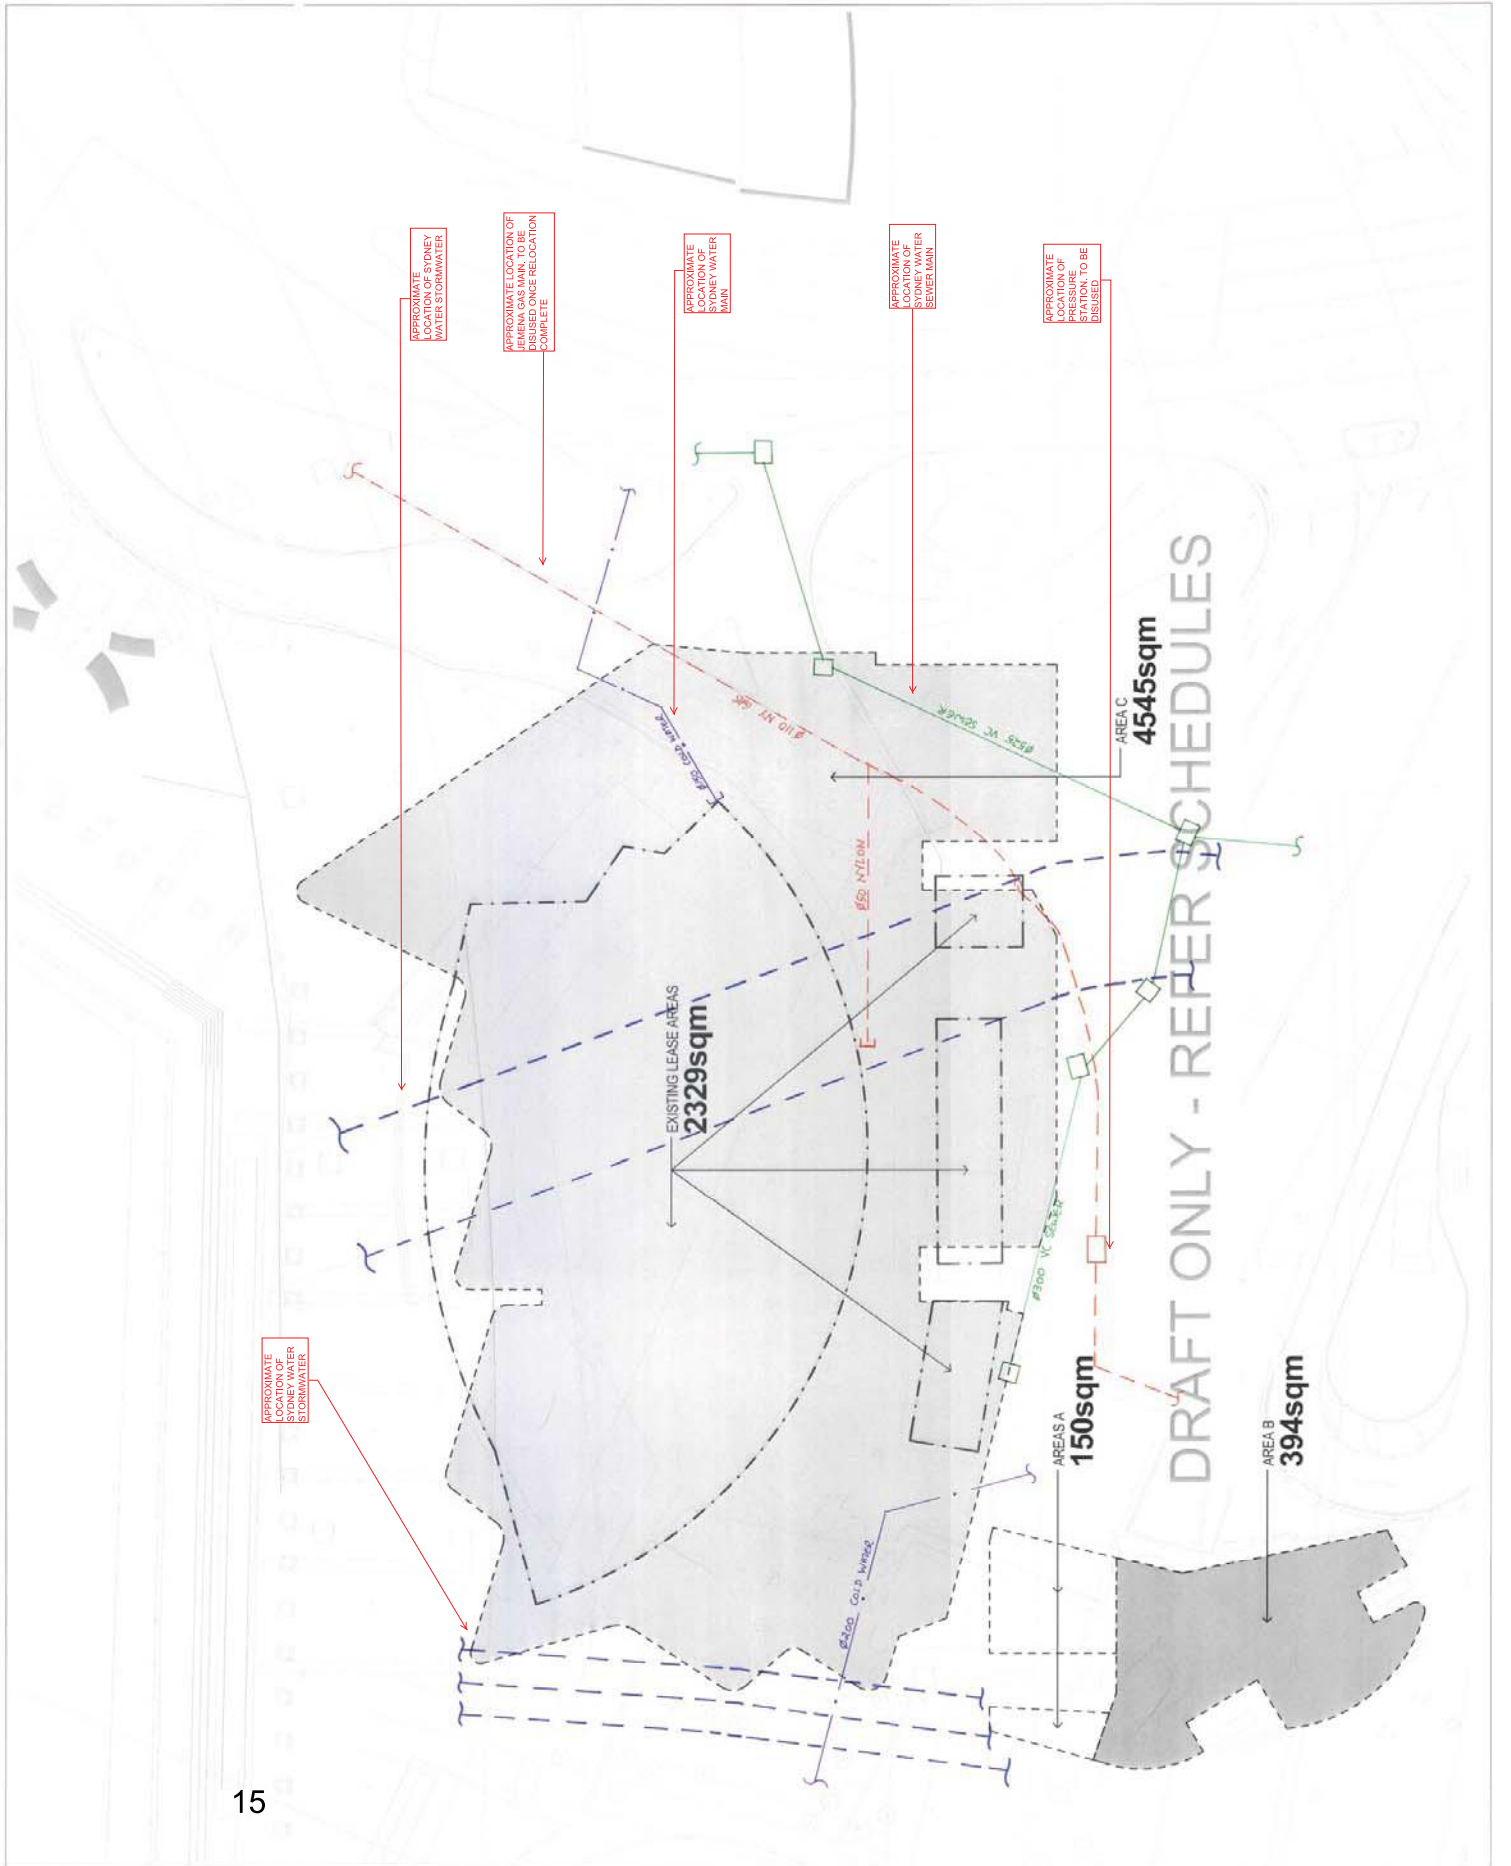 APPROXIMATE
LOCATION OF SYDNEY
WATER STORMWATER
APPROXIMATE LOCATION OF
JEMENA GAS MAIN. TO BE
DISUSED ONCE RELOCATION
COMPLETE
APPROXIMATE
LOCATION OF
SYDNEY WATER
MAIN
APPROXIMATE
LOCATION OF
SYDNEY WATER
SEWER MAIN
APPROXIMATE
LOCATION OF
PRESSURE
STATION. TO BE
DISUSED
Ø150 COLD WATER
Ø110 NY GAS
Ø525 VC SEWER
AREA C
4545sqm
Ø50 NYLON
EXISTING LEASE AREAS
2329sqm
Ø300 VC SEWER
APPROXIMATE
LOCATION OF
SYDNEY WATER
STORMWATER
Ø200 COLD WATER
AREAS A
150sqm
AREA B
394sqm
DRAFT ONLY - REFER SCHEDULES
15